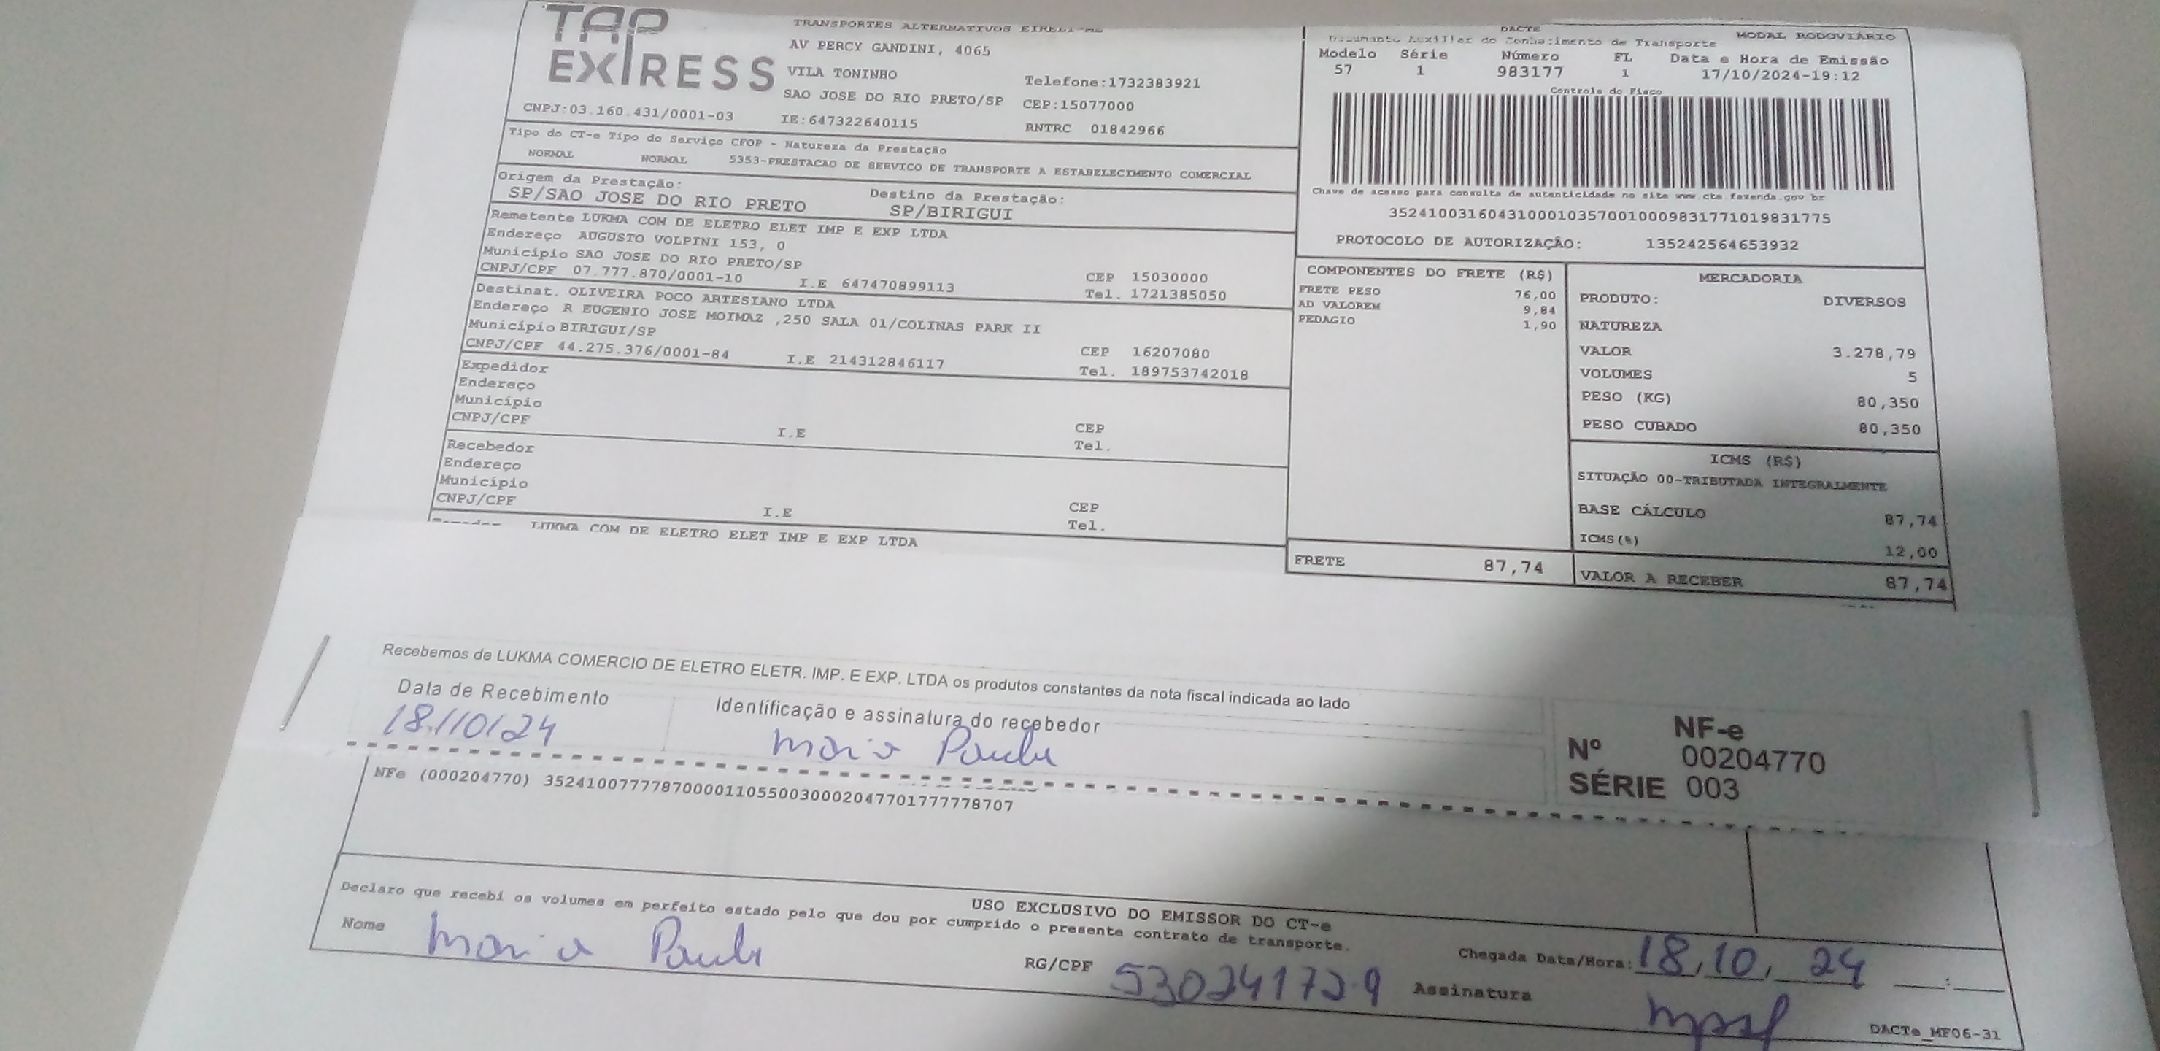 TAP EXPRESS
TRANSPORTES ALTERNATIVOS EIRELI-ME
AV PERCY GANDINI, 4065
VILA TONINHO
Telefone:1732383921
SAO JOSE DO RIO PRETO/SP CEP:15077000
CNPJ:03.160.431/0001-03 IE:647322640115 RNTRC 01842966
DACTE MODAL RODOVIÁRIO
Documento Auxiliar do Conhecimento de Transporte
Modelo Série Número FL Data e Hora de Emissão
57 1 983177 1 17/10/2024-19:12
Controle do Fisco
Chave de acesso para consulta de autenticidade no site www cte fazenda.gov br
35241003160431000103570010009831771019831775
PROTOCOLO DE AUTORIZAÇÃO: 135242564653932
Tipo do CT-e Tipo do Serviço CFOP - Natureza da Prestação
NORMAL NORMAL 5353-PRESTACAO DE SERVICO DE TRANSPORTE A ESTABELECIMENTO COMERCIAL
Origem da Prestação: Destino da Prestação:
SP/SAO JOSE DO RIO PRETO SP/BIRIGUI
Remetente LUKMA COM DE ELETRO ELET IMP E EXP LTDA
Endereço AUGUSTO VOLPINI 153, 0
Município SAO JOSE DO RIO PRETO/SP CEP 15030000
CNPJ/CPF 07.777.870/0001-10 I.E 647470899113 Tel. 1721385050
Destinat. OLIVEIRA POCO ARTESIANO LTDA
Endereço R EUGENIO JOSE MOIMAZ ,250 SALA 01/COLINAS PARK II
Município BIRIGUI/SP CEP 16207080
CNPJ/CPF 44.275.376/0001-84 I.E 214312846117 Tel. 189753742018
Expedidor
Endereço
Município CEP
CNPJ/CPF I.E Tel.
Recebedor
Endereço
Município CEP
CNPJ/CPF I.E Tel.
LUKMA COM DE ELETRO ELET IMP E EXP LTDA
COMPONENTES DO FRETE (R$)
FRETE PESO 76,00
AD VALOREM 9,84
PEDAGIO 1,90
FRETE 87,74
MERCADORIA
PRODUTO: DIVERSOS
NATUREZA
VALOR 3.278,79
VOLUMES 5
PESO (KG) 80,350
PESO CUBADO 80,350
ICMS (R$)
SITUAÇÃO 00-TRIBUTADA INTEGRALMENTE
BASE CÁLCULO 87,74
ICMS(%) 12,00
VALOR A RECEBER 87,74
Recebemos de LUKMA COMERCIO DE ELETRO ELETR. IMP. E EXP. LTDA os produtos constantes da nota fiscal indicada ao lado
Data de Recebimento Identificação e assinatura do recebedor
18/10/24 Maria Paula
NF-e
Nº 00204770
SÉRIE 003
NFe (000204770) 35241007777870000110550030002047701777778707
USO EXCLUSIVO DO EMISSOR DO CT-e
Declaro que recebi os volumes em perfeito estado pelo que dou por cumprido o presente contrato de transporte.
Nome Maria Paula RG/CPF 53024172-9
Chegada Data/Hora: 18/10/24 __:__
Assinatura
DACTe_MF06-31